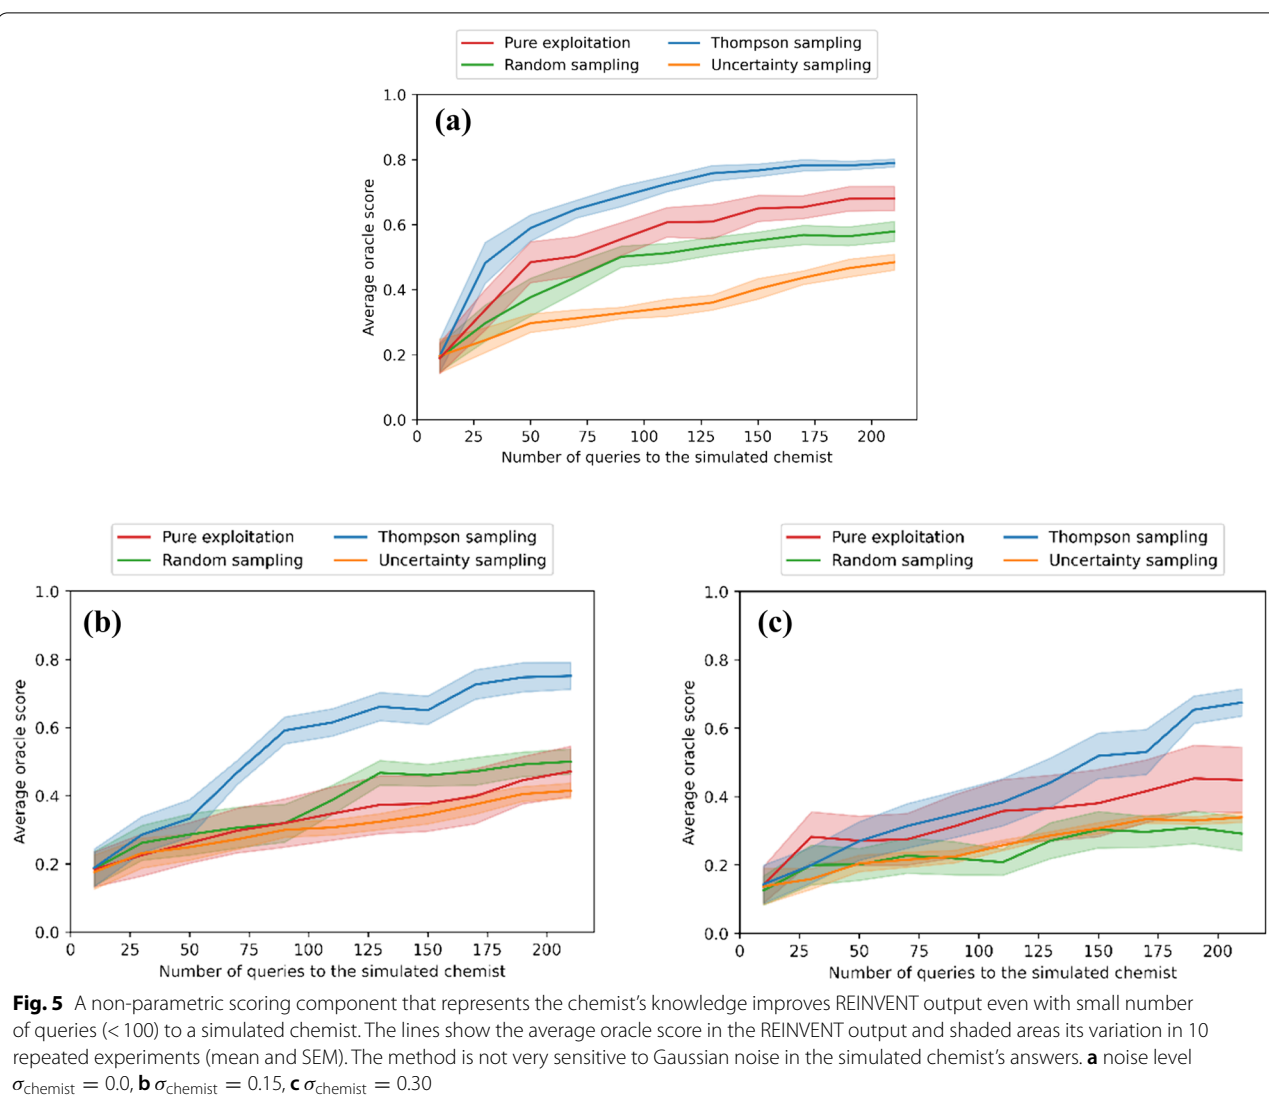 Pure exploitation Thompson sampling
Random sampling Uncertainty sampling
(a)
Average oracle score
1.0
0.8
0.6
0.4
0.2
0.0
0 25 50 75 100 125 150 175 200
Number of queries to the simulated chemist
Pure exploitation Thompson sampling
Random sampling Uncertainty sampling
(b)
Average oracle score
1.0
0.8
0.6
0.4
0.2
0.0
0 25 50 75 100 125 150 175 200
Number of queries to the simulated chemist
Pure exploitation Thompson sampling
Random sampling Uncertainty sampling
(c)
Average oracle score
1.0
0.8
0.6
0.4
0.2
0.0
0 25 50 75 100 125 150 175 200
Number of queries to the simulated chemist
Fig. 5 A non-parametric scoring component that represents the chemist’s knowledge improves REINVENT output even with small number
of queries (< 100) to a simulated chemist. The lines show the average oracle score in the REINVENT output and shaded areas its variation in 10
repeated experiments (mean and SEM). The method is not very sensitive to Gaussian noise in the simulated chemist’s answers. a noise level
σchemist = 0.0, b σchemist = 0.15, c σchemist = 0.30